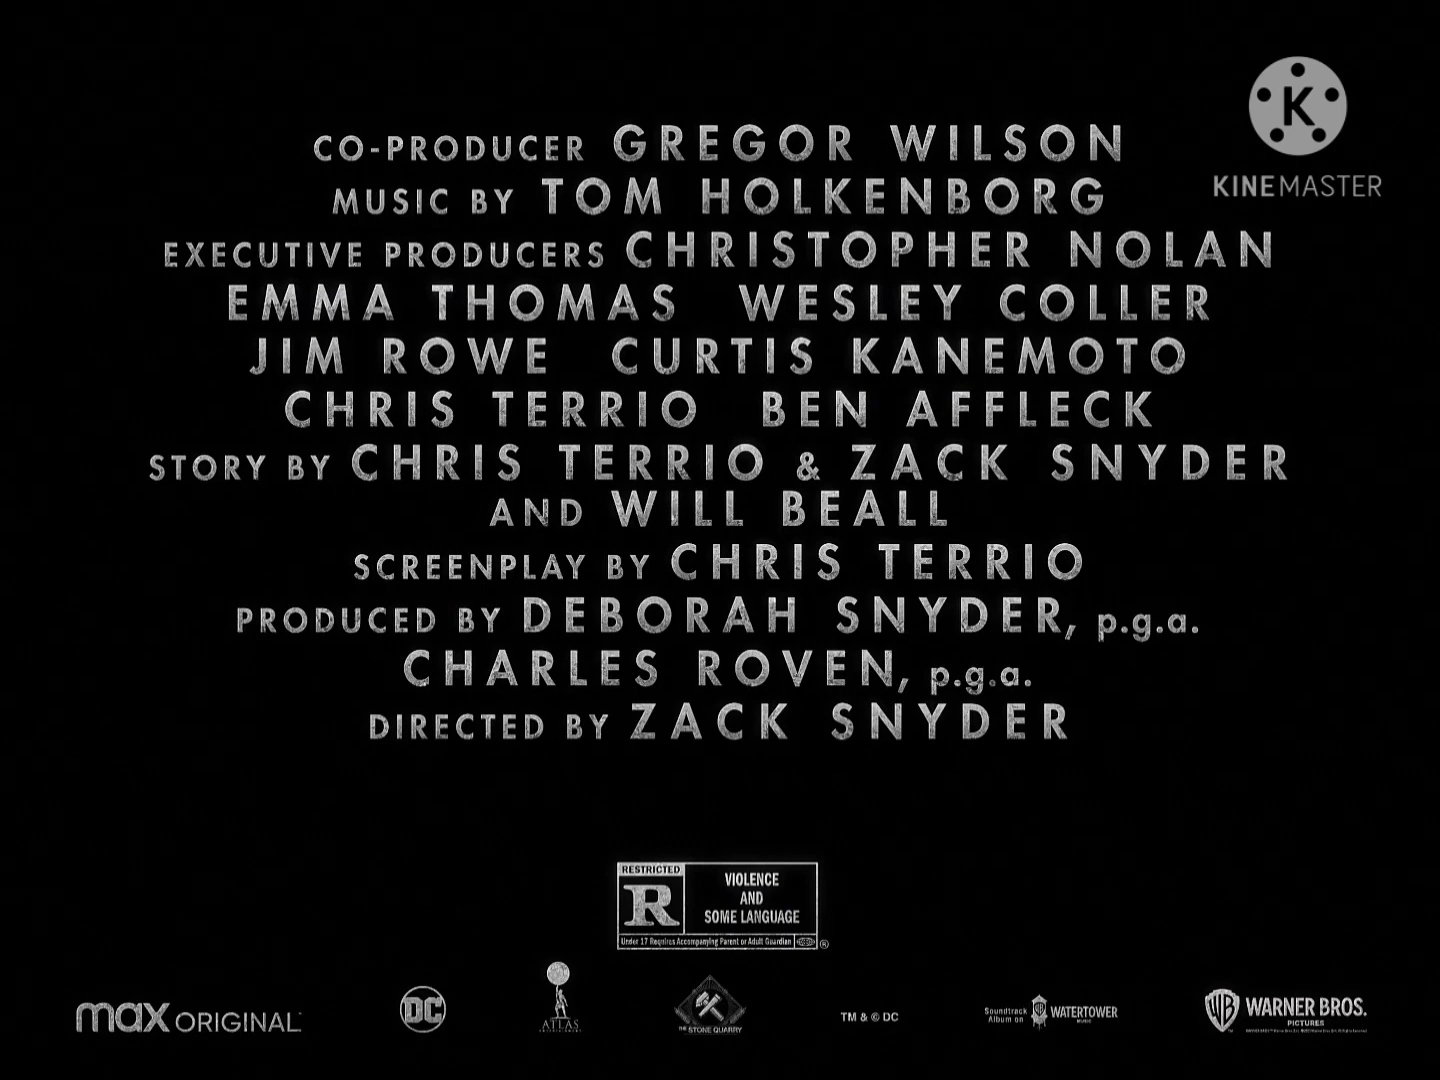 K
KINEMASTER
CO-PRODUCER GREGOR WILSON
MUSIC BY TOM HOLKENBORG
EXECUTIVE PRODUCERS CHRISTOPHER NOLAN
EMMA THOMAS WESLEY COLLER
JIM ROWE CURTIS KANEMOTO
CHRIS TERRIO BEN AFFLECK
STORY BY CHRIS TERRIO & ZACK SNYDER
AND WILL BEALL
SCREENPLAY BY CHRIS TERRIO
PRODUCED BY DEBORAH SNYDER, p.g.a.
CHARLES ROVEN, p.g.a.
DIRECTED BY ZACK SNYDER
RESTRICTED
R
VIOLENCE
AND
SOME LANGUAGE
Under 17 Requires Accompanying Parent or Adult Guardian ®
max ORIGINAL
DC
ATLAS
ENTERTAINMENT
THE STONE QUARRY
TM & © DC
Soundtrack
Album on
WATERTOWER
MUSIC
WB WARNER BROS.
PICTURES